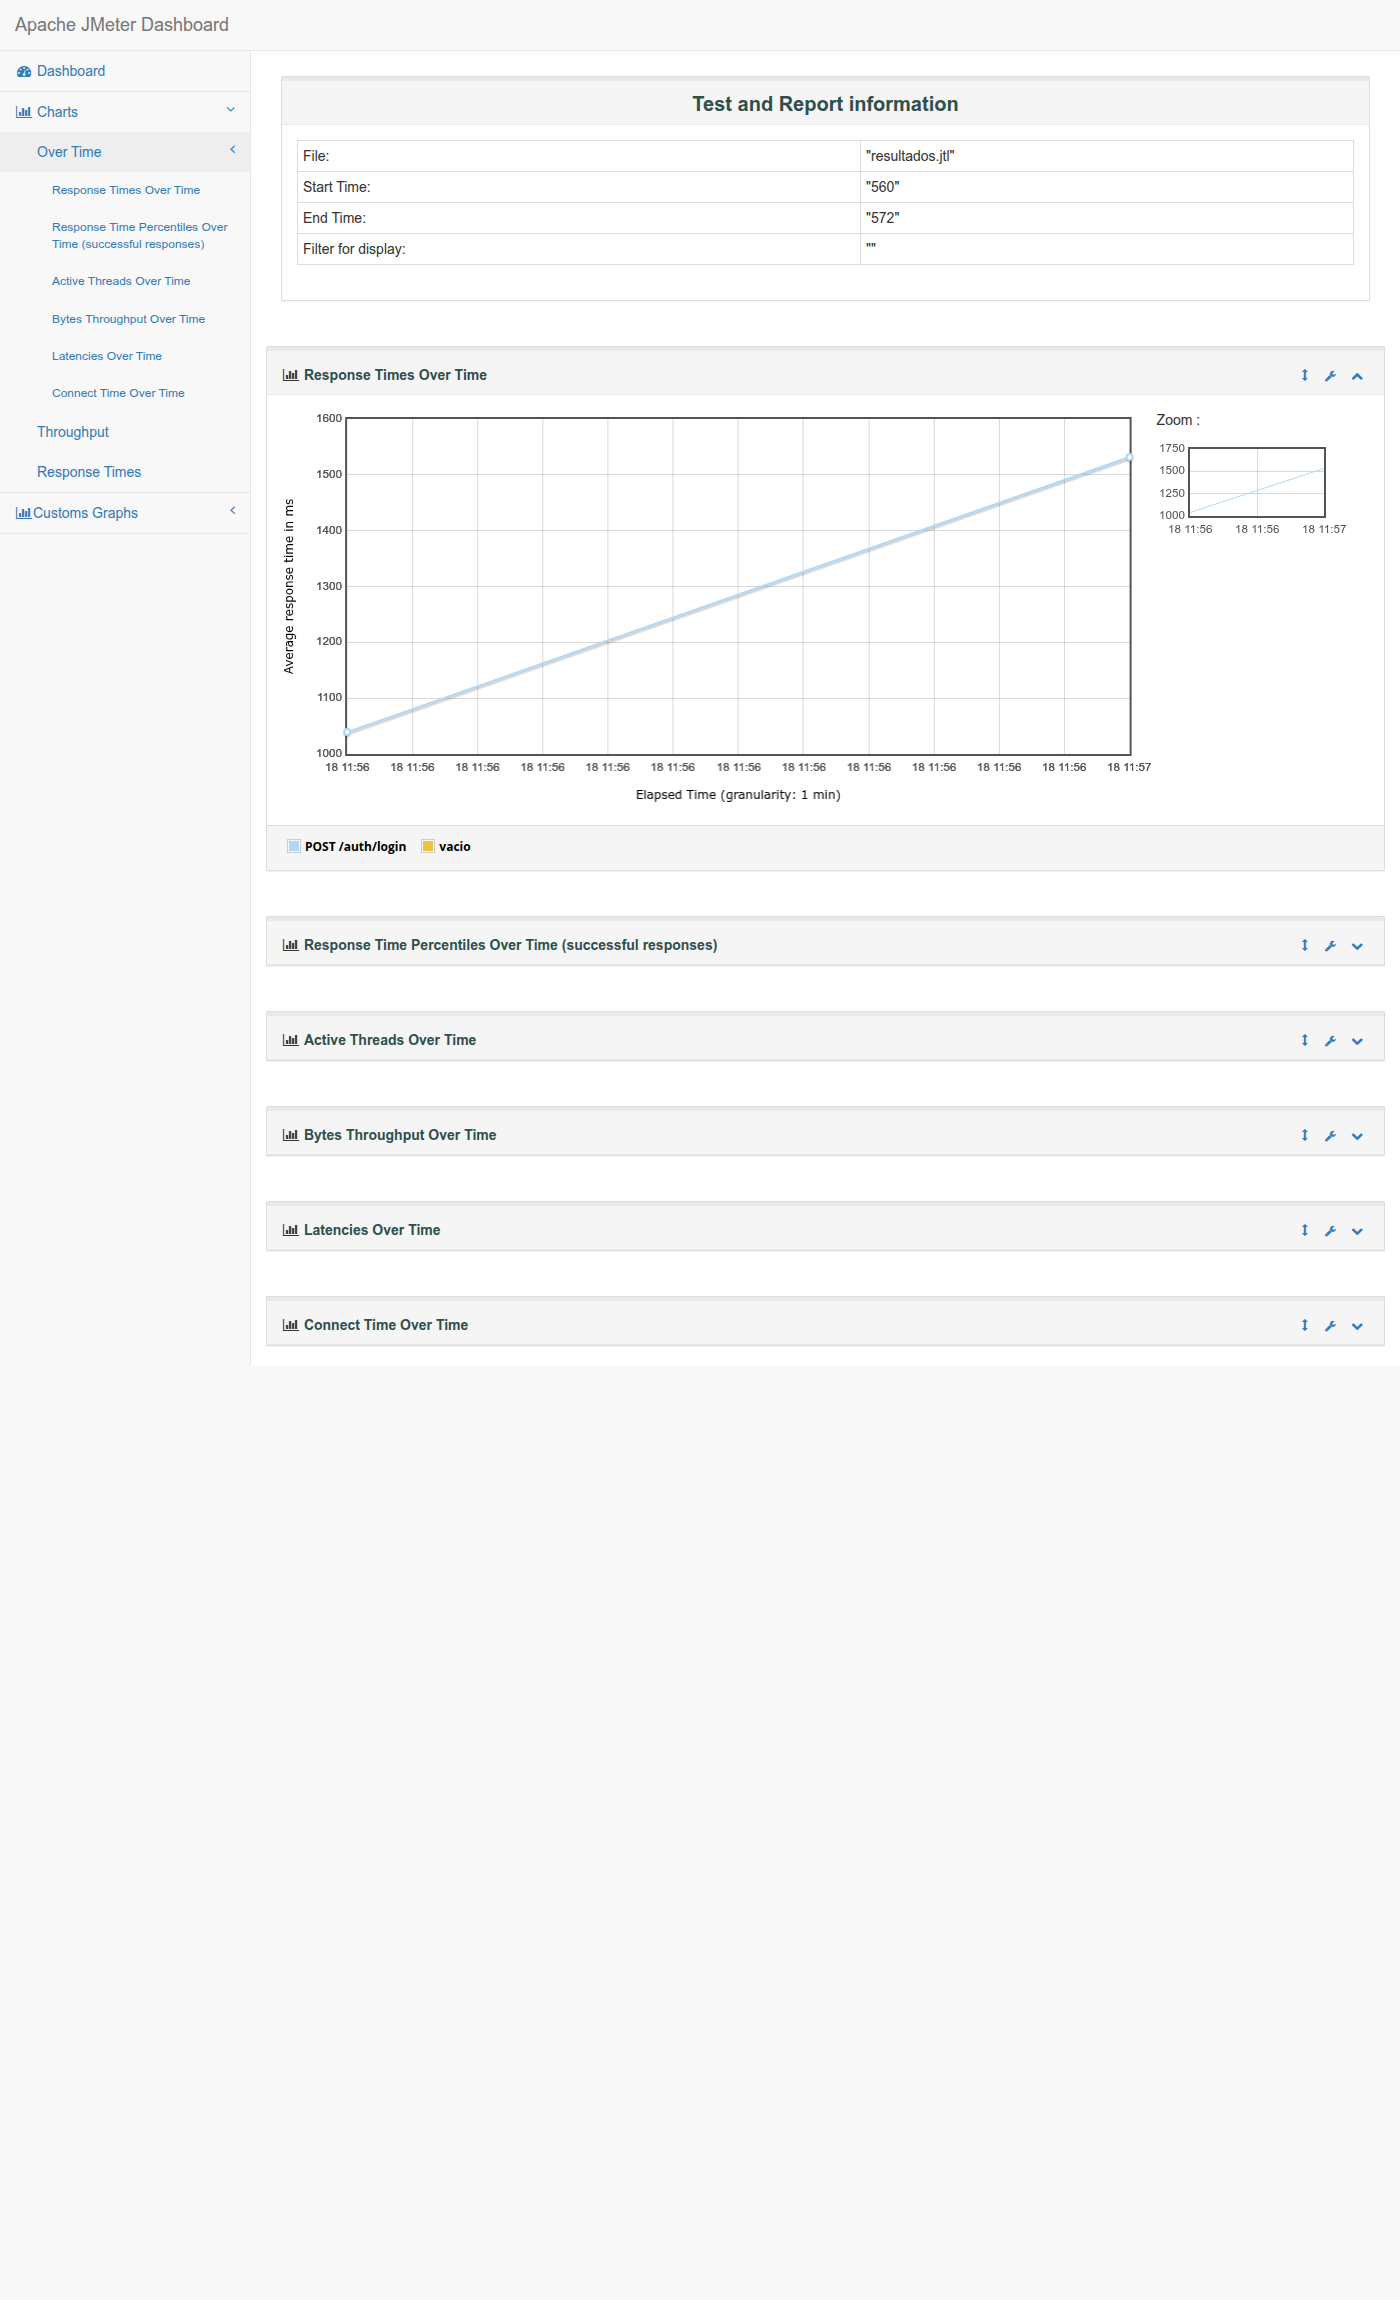 Apache JMeter Dashboard
Dashboard
Charts
Over Time
Response Times Over Time
Response Time Percentiles Over
Time (successful responses)
Active Threads Over Time
Bytes Throughput Over Time
Latencies Over Time
Connect Time Over Time
Throughput
Response Times
Customs Graphs
Test and Report information
File: "resultados.jtl"
Start Time: "560"
End Time: "572"
Filter for display: ""
Response Times Over Time
1600
1500
1400
1300
1200
1100
1000
Average response time in ms
18 11:56 18 11:56 18 11:56 18 11:56 18 11:56 18 11:56 18 11:56 18 11:56 18 11:56 18 11:56 18 11:56 18 11:56 18 11:57
Elapsed Time (granularity: 1 min)
Zoom :
1750
1500
1250
1000
18 11:56 18 11:56 18 11:57
POST /auth/login vacio
Response Time Percentiles Over Time (successful responses)
Active Threads Over Time
Bytes Throughput Over Time
Latencies Over Time
Connect Time Over Time